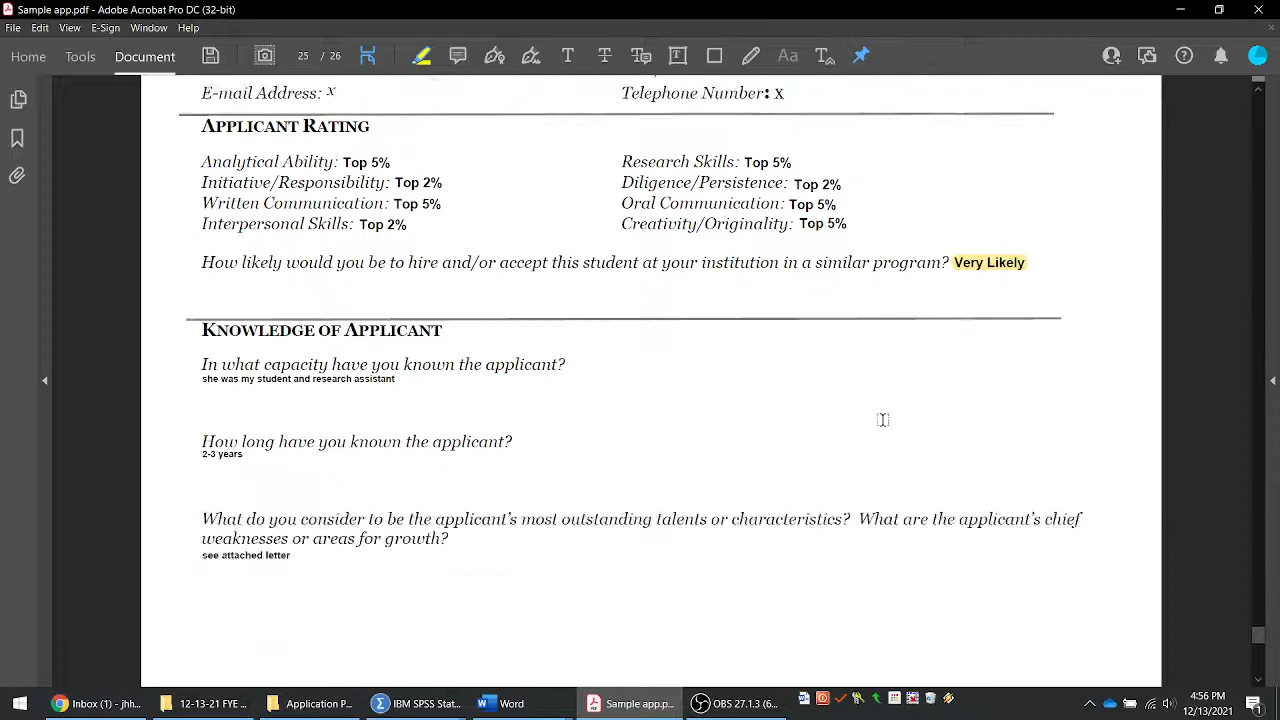 Sample app.pdf - Adobe Acrobat Pro DC (32-bit)
File Edit View E-Sign Window Help
Home Tools Document 25 / 26
E-mail Address: x Telephone Number: x
APPLICANT RATING
Analytical Ability: Top 5% Research Skills: Top 5%
Initiative/Responsibility: Top 2% Diligence/Persistence: Top 2%
Written Communication: Top 5% Oral Communication: Top 5%
Interpersonal Skills: Top 2% Creativity/Originality: Top 5%
How likely would you be to hire and/or accept this student at your institution in a similar program? Very Likely
KNOWLEDGE OF APPLICANT
In what capacity have you known the applicant?
she was my student and research assistant
How long have you known the applicant?
2-3 years
What do you consider to be the applicant's most outstanding talents or characteristics? What are the applicant's chief
weaknesses or areas for growth?
see attached letter
Inbox (1) - jhil... 12-13-21 FYE ... Application P... IBM SPSS Stat... Word Sample app.p... OBS 27.1.3 (6... 4:56 PM
12/13/2021